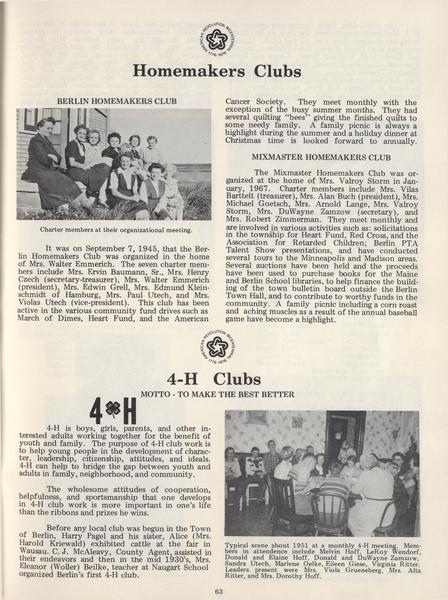 AMERICAN REVOLUTION BICENTENNIAL
1776-1976
Homemakers Clubs
BERLIN HOMEMAKERS CLUB
Charter members at their organizational meeting.
It was on September 7, 1945, that the Ber-
lin Homemakers Club was organized in the home
of Mrs. Walter Emmerich. The seven charter mem-
bers include Mrs. Ervin Baumann, Sr., Mrs. Henry
Czech (secretary-treasurer), Mrs. Walter Emmerich
(president), Mrs. Edwin Grell, Mrs. Edmund Klein-
schmidt of Hamburg, Mrs. Paul Utech, and Mrs.
Violas Utech (vice-president). This club has been
active in the various community fund drives such as
March of Dimes, Heart Fund, and the American
Cancer Society. They meet monthly with the
exception of the busy summer months. They had
several quilting "bees" giving the finished quilts to
some needy family. A family picnic is always a
highlight during the summer and a holiday dinner at
Christmas time is looked forward to annually.
MIXMASTER HOMEMAKERS CLUB
The Mixmaster Homemakers Club was or-
ganized at the home of Mrs. Valroy Storm in Jan-
uary, 1967. Charter members include Mrs. Vilas
Bartelt (treasurer), Mrs. Alan Buch (president), Mrs.
Michael Goetsch, Mrs. Arnold Lange, Mrs. Valroy
Storm, Mrs. DuWayne Zamzow (secretary), and
Mrs. Robert Zimmerman. They meet monthly and
are involved in various activities such as: solicitations
in the township for Heart Fund, Red Cross, and the
Association for Retarded Children; Berlin PTA
Talent Show presentations, and have conducted
several tours to the Minneapolis and Madison areas.
Several auctions have been held and the proceeds
have been used to purchase books for the Maine
and Berlin School libraries, to help finance the build-
ing of the town bulletin board outside the Berlin
Town Hall, and to contribute to worthy funds in the
community. A family picnic including a corn roast
and aching muscles as a result of the annual baseball
game have become a highlight.
AMERICAN REVOLUTION BICENTENNIAL
1776-1976
4-H Clubs
MOTTO - TO MAKE THE BEST BETTER
4 H
4-H is boys, girls, parents, and other in-
terested adults working together for the benefit of
youth and family. The purpose of 4-H club work is
to help young people in the development of charac-
ter, leadership, citizenship, attitudes, and ideals.
4-H can help to bridge the gap between youth and
adults in family, neighborhood, and community.
The wholesome attitudes of cooperation,
helpfulness, and sportsmanship that one develops
in 4-H club work is more important in one's life
than the ribbons and prizes he wins.
Before any local club was begun in the Town
of Berlin, Harry Pagel and his sister, Alice (Mrs.
Harold Kriewald) exhibited cattle at the fair in
Wausau. C. J. McAleavy, County Agent, assisted in
their endeavors and then in the mid 1930's, Mrs.
Eleanor (Woller) Beilke, teacher at Naugart School
organized Berlin's first 4-H club.
Typical scene about 1951 at a monthly 4-H meeting. Mem-
bers in attendence include Melvin Hoff, LeRoy Wendorf,
Donald and Elaine Hoff, Donald and DuWayne Zamzow,
Sandra Utech, Marlene Oelke, Eileen Giese, Virginia Ritter.
Leaders present were Mrs. Viola Grueneberg, Mrs. Alta
Ritter, and Mrs. Dorothy Hoff.
63